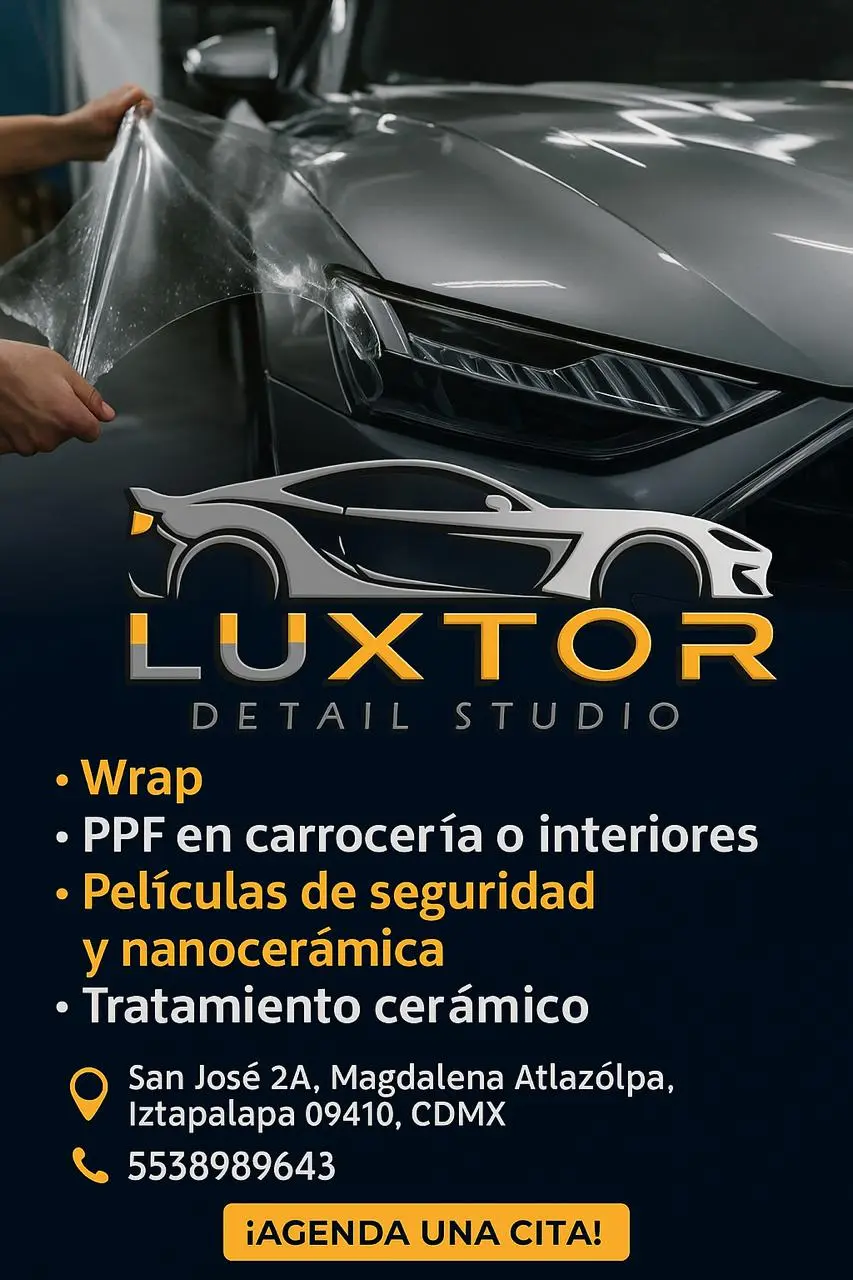 LUXTOR
DETAIL STUDIO
• Wrap
• PPF en carrocería o interiores
• Películas de seguridad
y nanocerámica
• Tratamiento cerámico
San José 2A, Magdalena Atlazólpa,
Iztapalapa 09410, CDMX
5538989643
¡AGENDA UNA CITA!